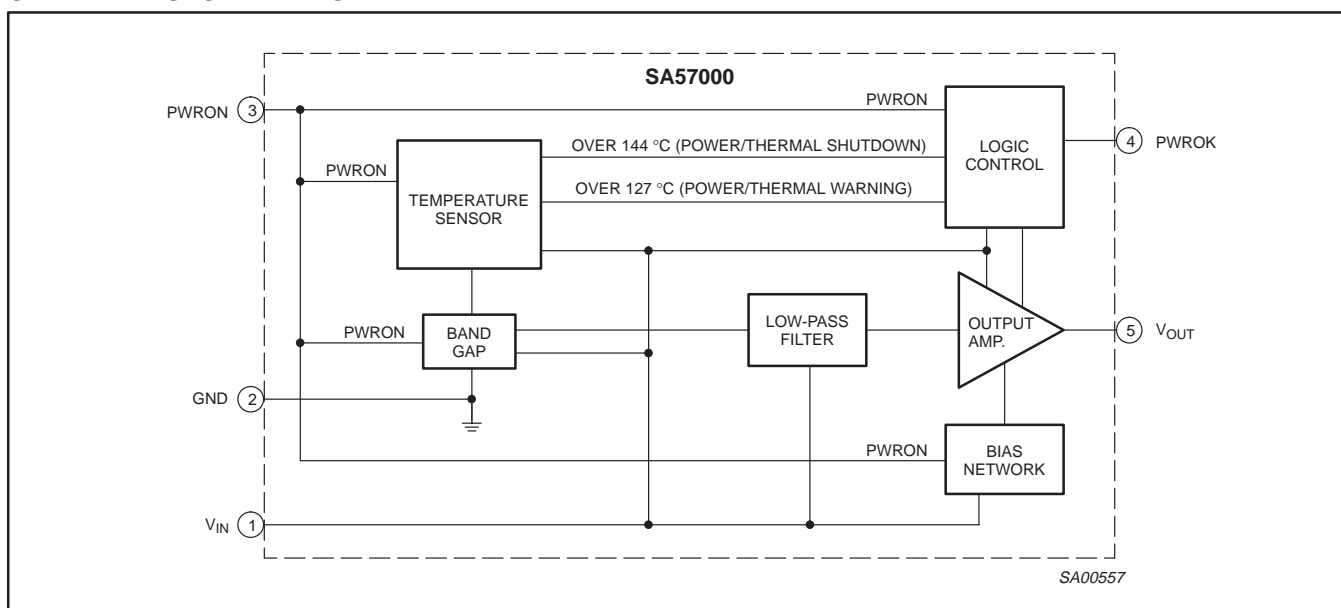 SA57000
PWRON 3
PWRON
LOGIC
CONTROL
4 PWROK
OVER 144 °C (POWER/THERMAL SHUTDOWN)
PWRON
TEMPERATURE
SENSOR
OVER 127 °C (POWER/THERMAL WARNING)
PWRON
BAND
GAP
LOW-PASS
FILTER
OUTPUT
AMP.
5 VOUT
GND 2
PWRON
BIAS
NETWORK
VIN 1
SA00557